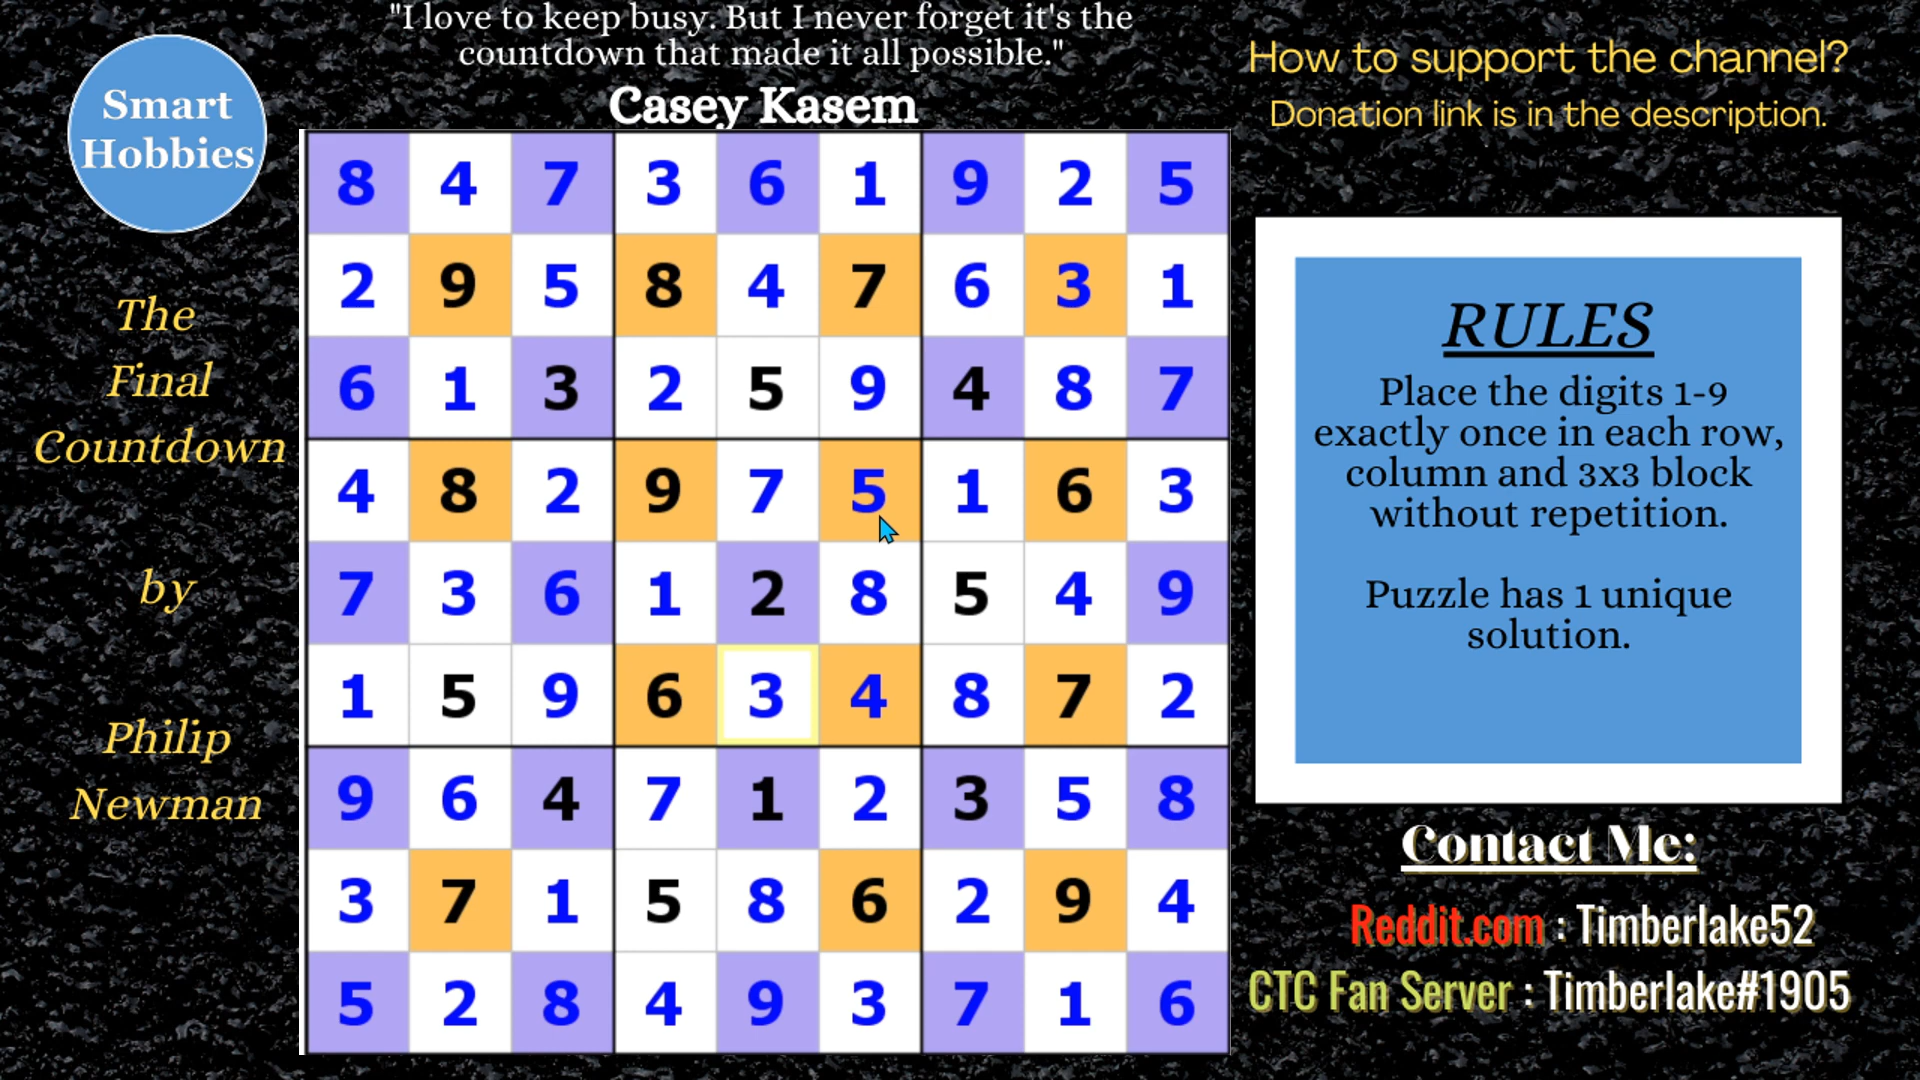 "I love to keep busy. But I never forget it's the
countdown that made it all possible."
Casey Kasem
Smart
Hobbies
The
Final
Countdown
by
Philip
Newman
8 4 7 3 6 1 9 2 5
2 9 5 8 4 7 6 3 1
6 1 3 2 5 9 4 8 7
4 8 2 9 7 5 1 6 3
7 3 6 1 2 8 5 4 9
1 5 9 6 3 4 8 7 2
9 6 4 7 1 2 3 5 8
3 7 1 5 8 6 2 9 4
5 2 8 4 9 3 7 1 6
How to support the channel?
Donation link is in the description.
RULES
Place the digits 1-9
exactly once in each row,
column and 3x3 block
without repetition.
Puzzle has 1 unique
solution.
Contact Me:
Reddit.com : Timberlake52
CTC Fan Server : Timberlake#1905